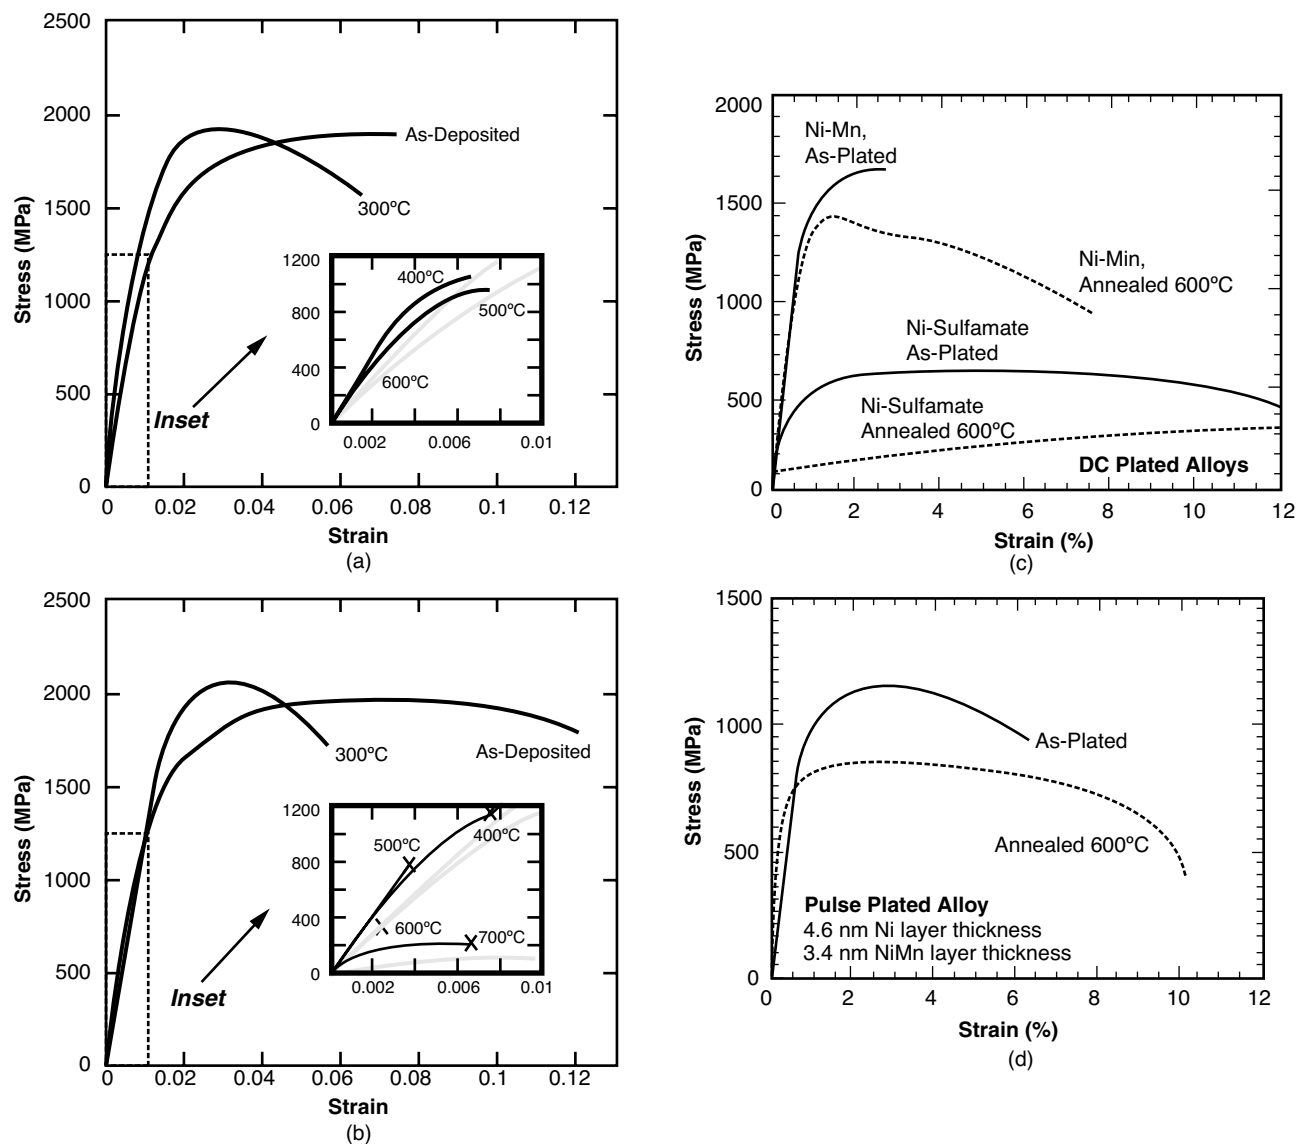 2500
2000
1500
1000
500
0
Stress (MPa)
As-Deposited
300ºC
1200
800
400
0
400ºC
500ºC
600ºC
0.002
0.006
0.01
Inset
0
0.02
0.04
0.06
0.08
0.1
0.12
Strain
(a)
2500
2000
1500
1000
500
0
Stress (MPa)
300ºC
As-Deposited
1200
800
400
0
500ºC
400ºC
600ºC
700ºC
0.002
0.006
0.01
Inset
0
0.02
0.04
0.06
0.08
0.1
0.12
Strain
(b)
2000
1500
1000
500
0
Stress (MPa)
Ni-Mn,
As-Plated
Ni-Min,
Annealed 600ºC
Ni-Sulfamate
As-Plated
Ni-Sulfamate
Annealed 600ºC
DC Plated Alloys
0
2
4
6
8
10
12
Strain (%)
(c)
1500
1000
500
0
Stress (MPa)
As-Plated
Annealed 600ºC
Pulse Plated Alloy
4.6 nm Ni layer thickness
3.4 nm NiMn layer thickness
0
2
4
6
8
10
12
Strain (%)
(d)